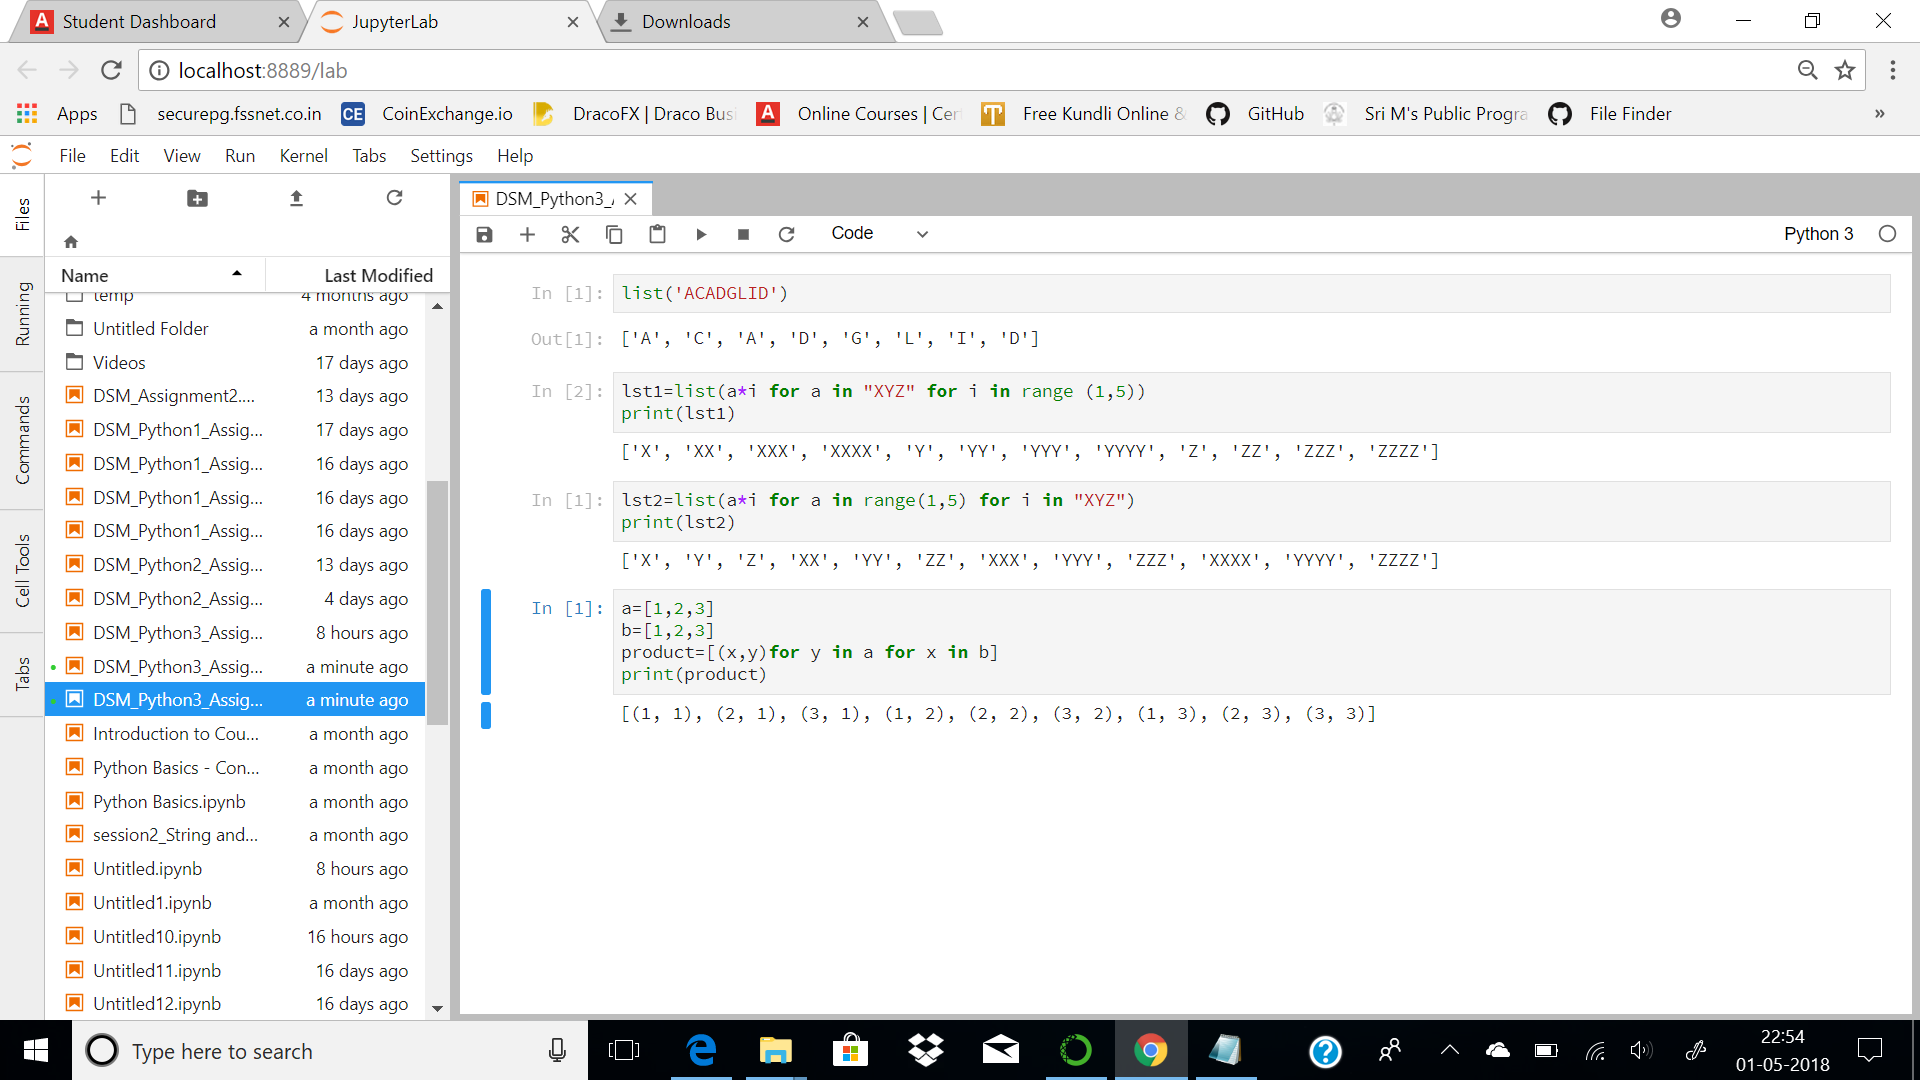 Student Dashboard
JupyterLab
Downloads
localhost:8889/lab
Apps
securepg.fssnet.co.in
CE
CoinExchange.io
DracoFX | Draco Busi
Online Courses | Cer
Free Kundli Online &
GitHub
Sri M's Public Progra
File Finder
»
File Edit View Run Kernel Tabs Settings Help
Files
Running
Commands
Cell Tools
Tabs
Name Last Modified
temp 4 months ago
Untitled Folder a month ago
Videos 17 days ago
DSM_Assignment2.... 13 days ago
DSM_Python1_Assig... 17 days ago
DSM_Python1_Assig... 16 days ago
DSM_Python1_Assig... 16 days ago
DSM_Python1_Assig... 16 days ago
DSM_Python2_Assig... 13 days ago
DSM_Python2_Assig... 4 days ago
DSM_Python3_Assig... 8 hours ago
DSM_Python3_Assig... a minute ago
DSM_Python3_Assig... a minute ago
Introduction to Cou... a month ago
Python Basics - Con... a month ago
Python Basics.ipynb a month ago
session2_String and... a month ago
Untitled.ipynb 8 hours ago
Untitled1.ipynb a month ago
Untitled10.ipynb 16 hours ago
Untitled11.ipynb 16 days ago
Untitled12.ipynb 16 days ago
DSM_Python3_A
Code
Python 3
In [1]: list('ACADGLID')
Out[1]: ['A', 'C', 'A', 'D', 'G', 'L', 'I', 'D']
In [2]: lst1=list(a*i for a in "XYZ" for i in range (1,5))
print(lst1)
['X', 'XX', 'XXX', 'XXXX', 'Y', 'YY', 'YYY', 'YYYY', 'Z', 'ZZ', 'ZZZ', 'ZZZZ']
In [1]: lst2=list(a*i for a in range(1,5) for i in "XYZ")
print(lst2)
['X', 'Y', 'Z', 'XX', 'YY', 'ZZ', 'XXX', 'YYY', 'ZZZ', 'XXXX', 'YYYY', 'ZZZZ']
In [1]: a=[1,2,3]
b=[1,2,3]
product=[(x,y)for y in a for x in b]
print(product)
[(1, 1), (2, 1), (3, 1), (1, 2), (2, 2), (3, 2), (1, 3), (2, 3), (3, 3)]
Type here to search
22:54
01-05-2018